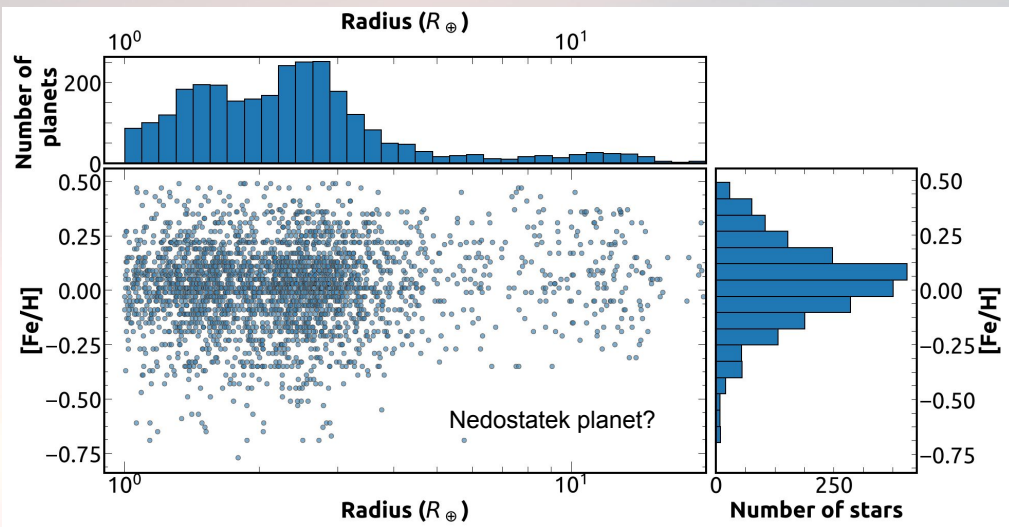 Radius (R⊕)
10⁰ 10¹
Number of
planets
200
0
[Fe/H]
0.50
0.25
0.00
−0.25
−0.50
−0.75
Nedostatek planet?
10⁰ 10¹
Radius (R⊕)
0.50
0.25
0.00
−0.25
−0.50
−0.75
[Fe/H]
0 250
Number of stars